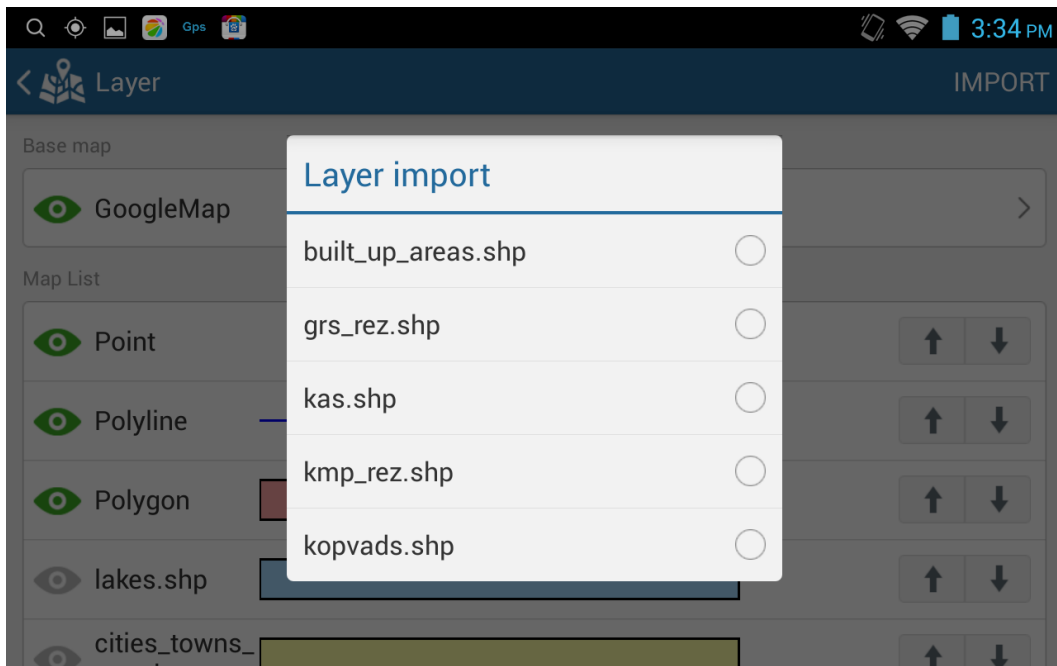 Gps
3:34 PM
Layer
IMPORT
Base map
GoogleMap
Map List
Point
Polyline
Polygon
lakes.shp
cities_towns_
Layer import
built_up_areas.shp
grs_rez.shp
kas.shp
kmp_rez.shp
kopvads.shp